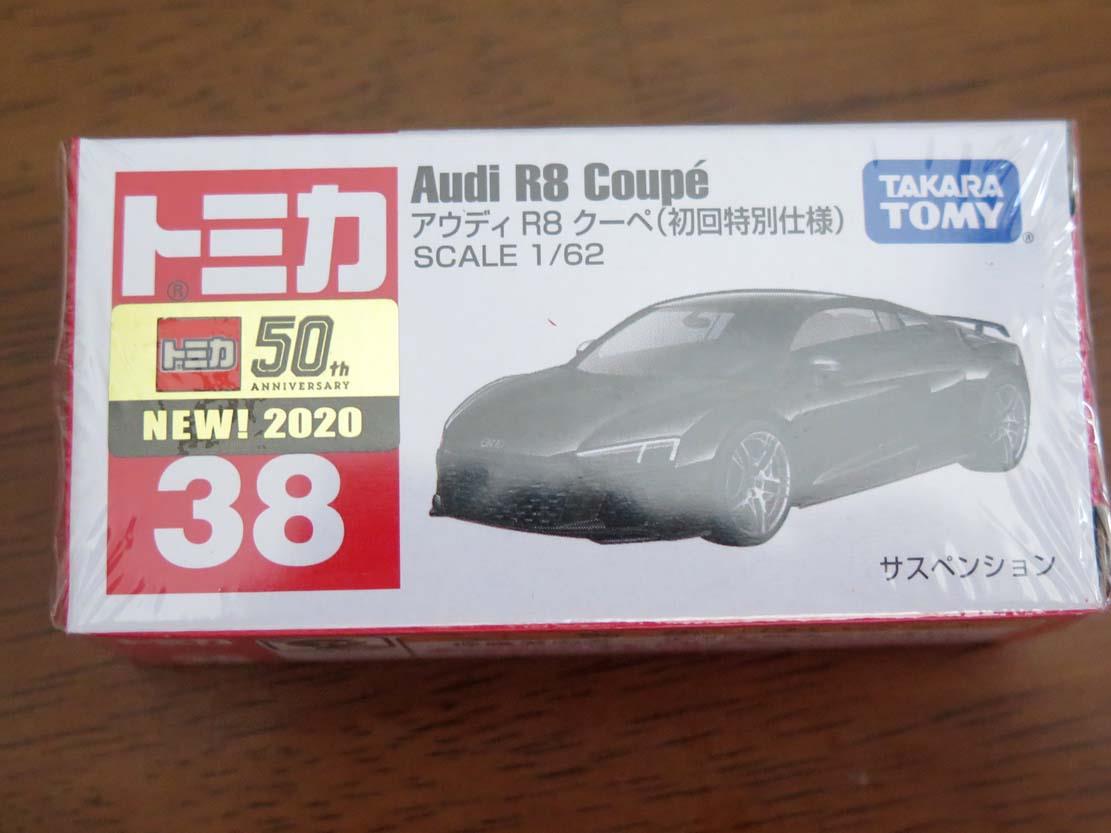 トミカ
®
Audi R8 Coupé
アウディ R8 クーペ(初回特別仕様)
SCALE 1/62
TAKARA
TOMY
®
トミカ
50th
ANNIVERSARY
NEW! 2020
38
サスペンション